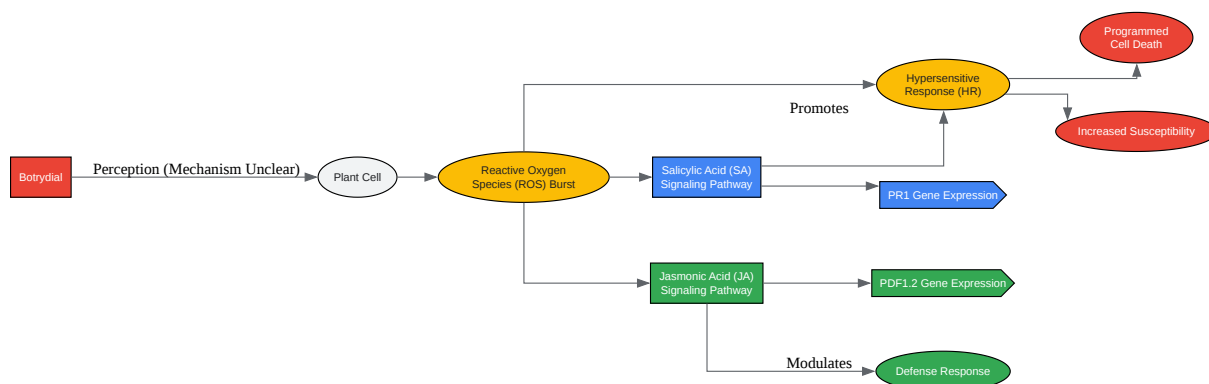 Programmed
Cell Death
Hypersensitive
Response (HR)
Promotes
Increased Susceptibility
Botrydial
Perception (Mechanism Unclear)
Plant Cell
Reactive Oxygen
Species (ROS) Burst
Salicylic Acid (SA)
Signaling Pathway
PR1 Gene Expression
Jasmonic Acid (JA)
Signaling Pathway
PDF1.2 Gene Expression
Modulates
Defense Response